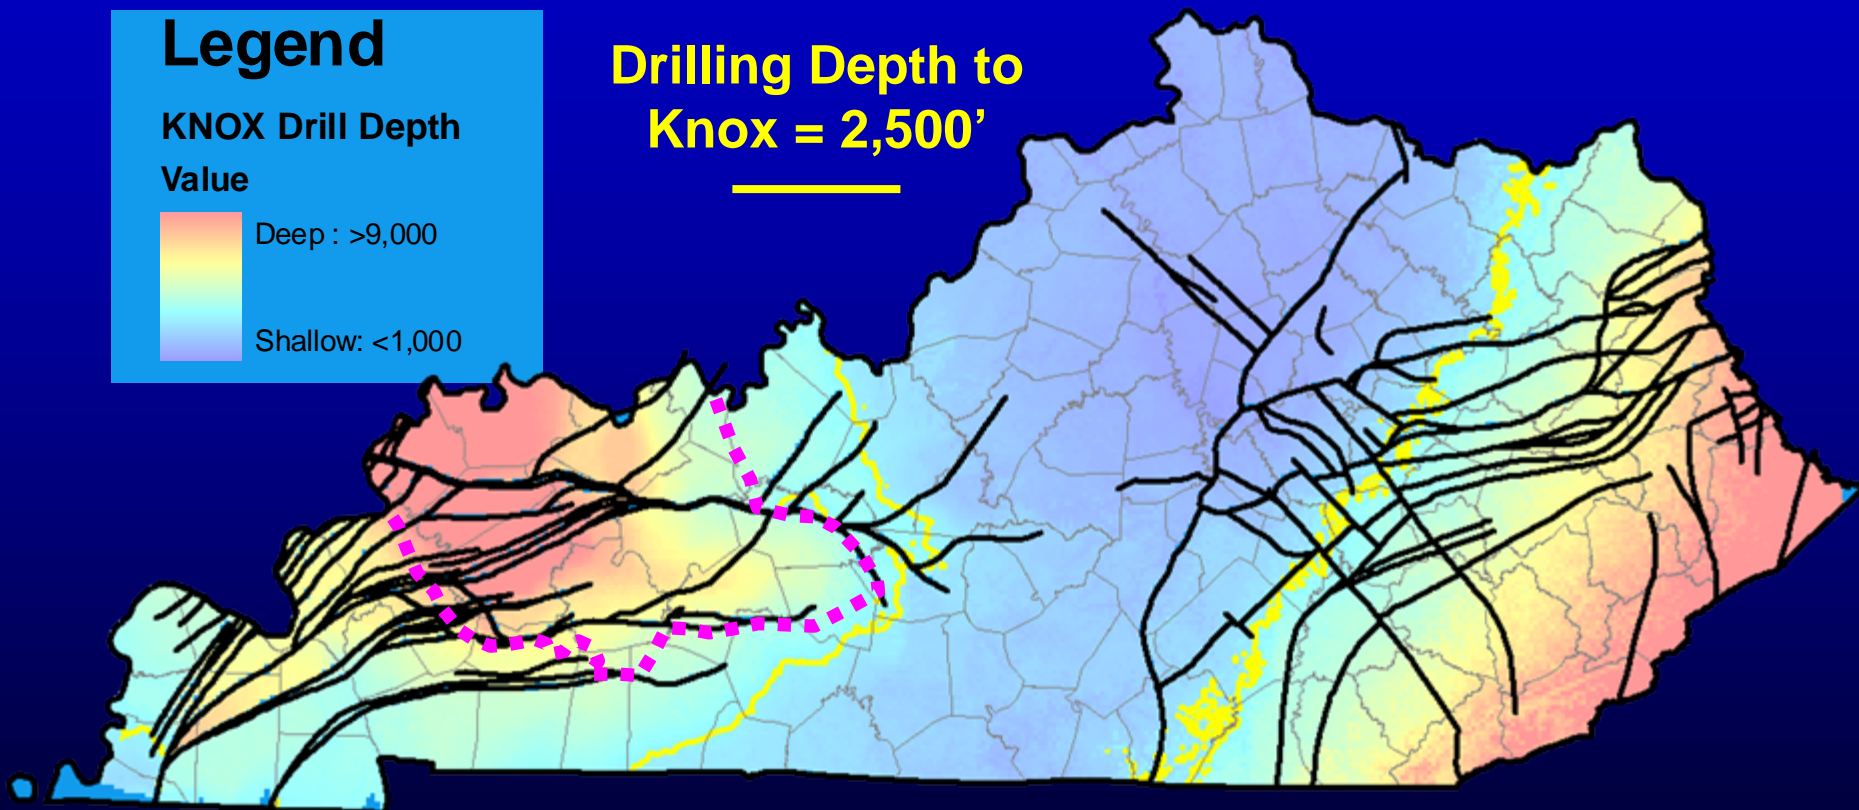 Legend
KNOX Drill Depth
Value
Deep : >9,000
Shallow: <1,000
Drilling Depth to
Knox = 2,500’